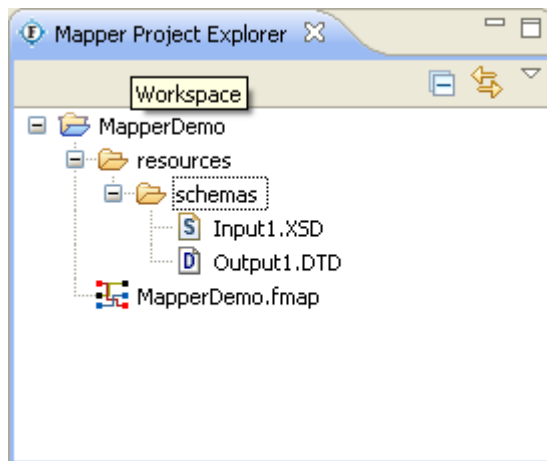 Mapper Project Explorer
Workspace
MapperDemo
resources
schemas
Input1.XSD
Output1.DTD
MapperDemo.fmap